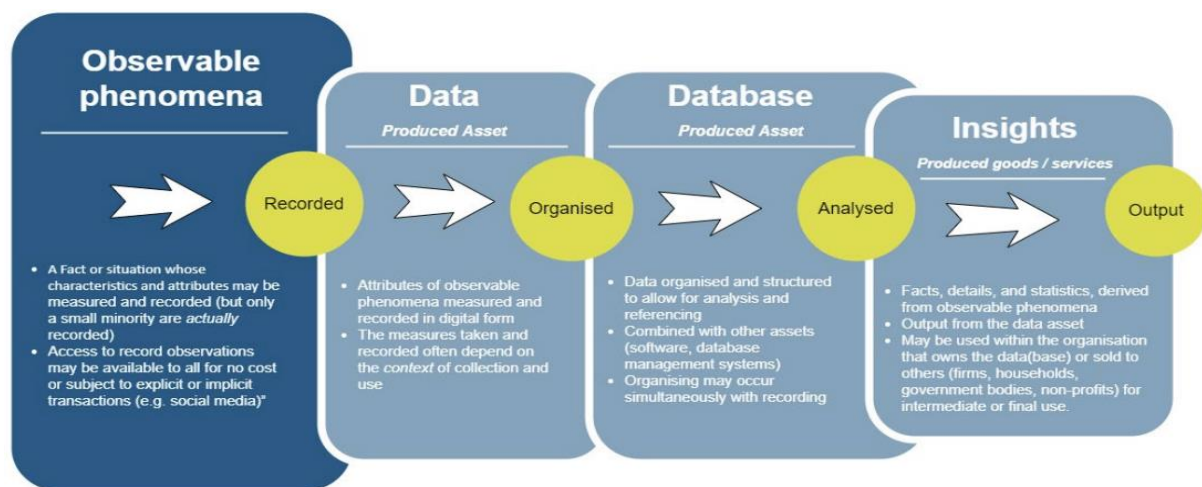 Observable
phenomena
Recorded
• A Fact or situation whose
characteristics and attributes may be
measured and recorded (but only
a small minority are actually
recorded)
• Access to record observations
may be available to all for no cost
or subject to explicit or implicit
transactions (e.g. social media)"
Data
Produced Asset
Organised
• Attributes of observable
phenomena measured and
recorded in digital form
• The measures taken and
recorded often depend on
the context of collection and
use
Database
Produced Asset
Analysed
• Data organised and structured
to allow for analysis and
referencing
• Combined with other assets
(software, database
management systems)
• Organising may occur
simultaneously with recording
Insights
Produced goods / services
Output
• Facts, details, and statistics, derived
from observable phenomena
• Output from the data asset
• May be used within the organisation
that owns the data(base) or sold to
others (firms, households,
government bodies, non-profits) for
intermediate or final use.